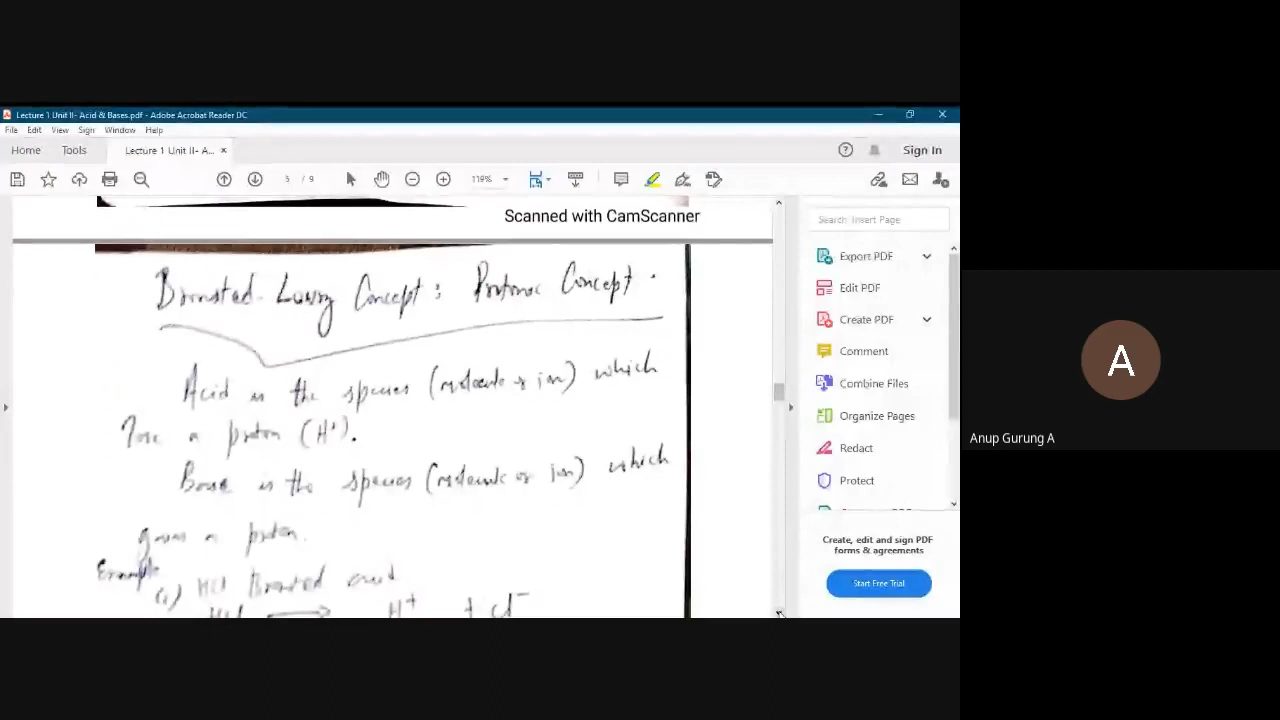 Lecture 1 Unit II- Acid & Bases.pdf - Adobe Acrobat Reader DC
File Edit View Sign Window Help
Home Tools Lecture 1 Unit II- A... × Sign In
5 / 9 119%
Scanned with CamScanner
Bronsted-Lowry Concept : Protonic Concept.
Acid is the species (molecule or ion) which
lose a proton (H⁺).
Base is the species (molecule or ion) which
gains a proton.
Example
(i) HCl Bronsted acid
HCl ⟶ H⁺ + Cl⁻
Search 'Insert Page'
Export PDF
Edit PDF
Create PDF
Comment
Combine Files
Organize Pages
Redact
Protect
Create, edit and sign PDF
forms & agreements
Start Free Trial
A
Anup Gurung A